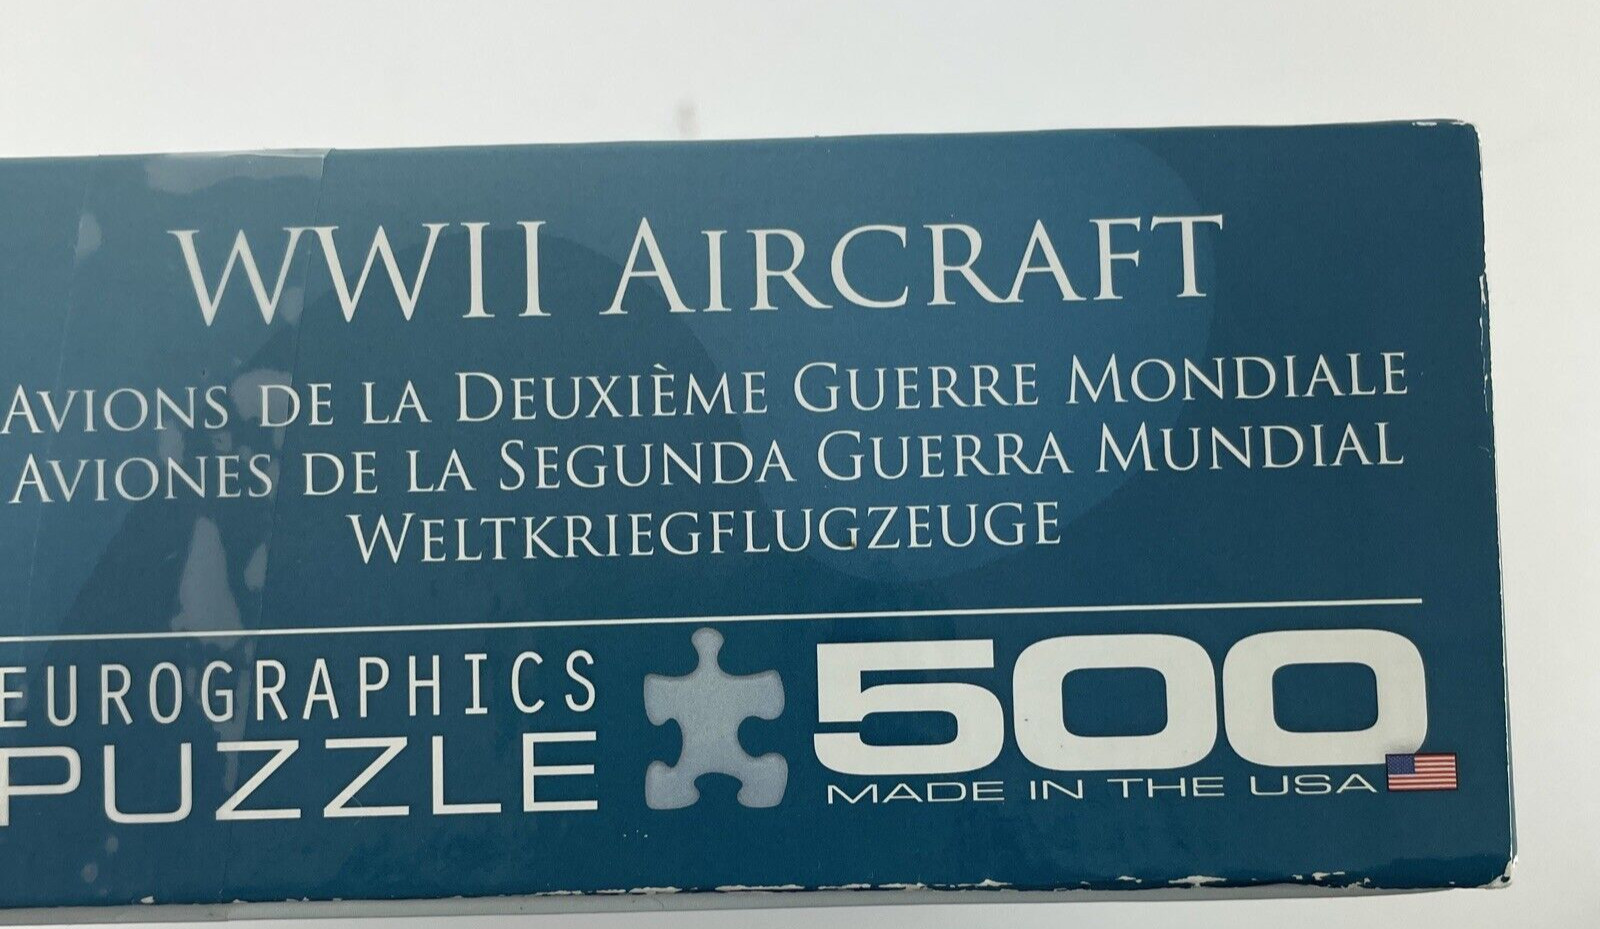 WWII AIRCRAFT
AVIONS DE LA DEUXIÈME GUERRE MONDIALE
AVIONES DE LA SEGUNDA GUERRA MUNDIAL
WELTKRIEGFLUGZEUGE
EUROGRAPHICS
PUZZLE
500
MADE IN THE USA